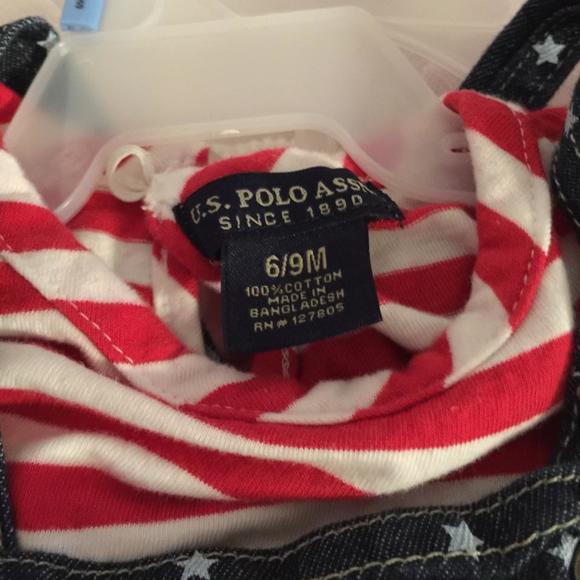 U.S. POLO ASSN
SINCE 1890
6/9M
100% COTTON
MADE IN
BANGLADESH
RN# 127805